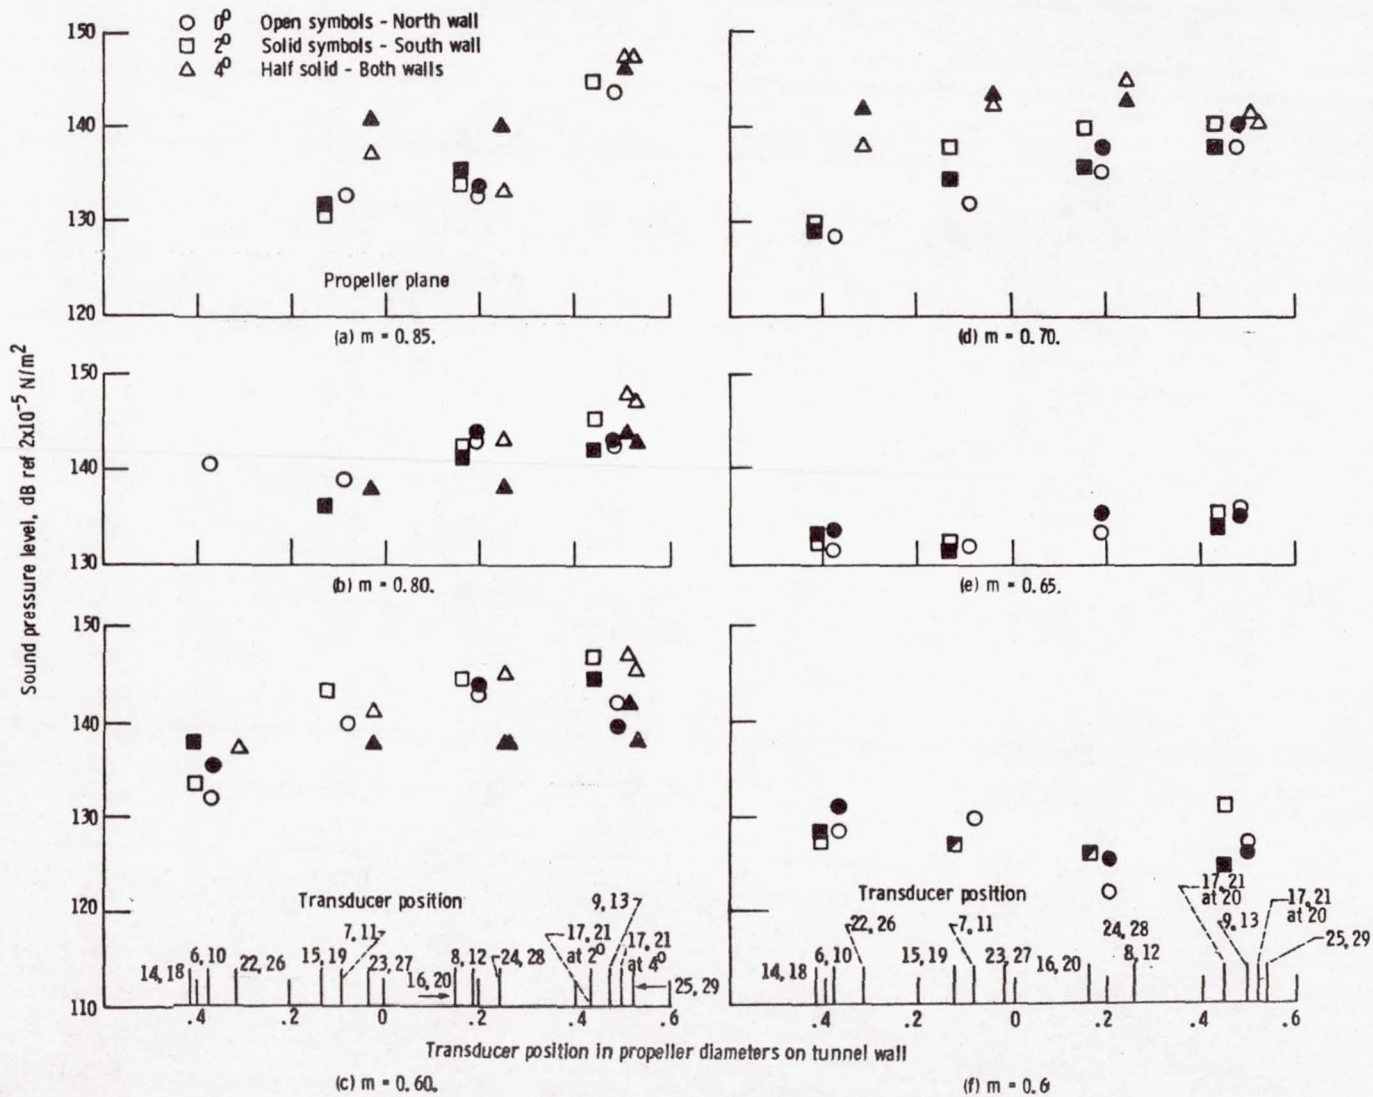 150
140
130
120
○ 0⁰ Open symbols - North wall
□ 2⁰ Solid symbols - South wall
△ 4⁰ Half solid - Both walls
Propeller plane
(a) m = 0.85.
(d) m = 0.70.
Sound pressure level, dB ref 2x10⁻⁵ N/m²
150
140
130
(b) m = 0.80.
(e) m = 0.65.
150
140
130
120
110
Transducer position
14, 18
6, 10
22, 26
15, 19
7, 11
23, 27
16, 20
8, 12
24, 28
17, 21
at 2⁰
9, 13
17, 21
at 4⁰
25, 29
.4 .2 0 .2 .4 .6
(c) m = 0.60.
Transducer position
14, 18
6, 10
22, 26
15, 19
7, 11
23, 27
16, 20
24, 28
8, 12
17, 21
at 20
9, 13
17, 21
at 20
25, 29
.4 .2 0 .2 .4 .6
Transducer position in propeller diameters on tunnel wall
(f) m = 0.6